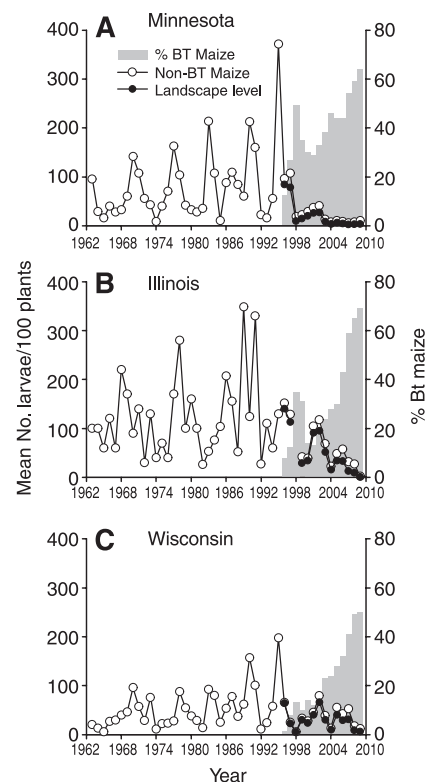 A Minnesota
400 80
% BT Maize
Non-BT Maize
Landscape level
300 60
200 40
100 20
0 0
1962 1968 1974 1980 1986 1992 1998 2004 2010
B Illinois
400 80
300 60
200 40
100 20
0 0
1962 1968 1974 1980 1986 1992 1998 2004 2010
Mean No. larvae/100 plants
% Bt maize
C Wisconsin
400 80
300 60
200 40
100 20
0 0
1962 1968 1974 1980 1986 1992 1998 2004 2010
Year